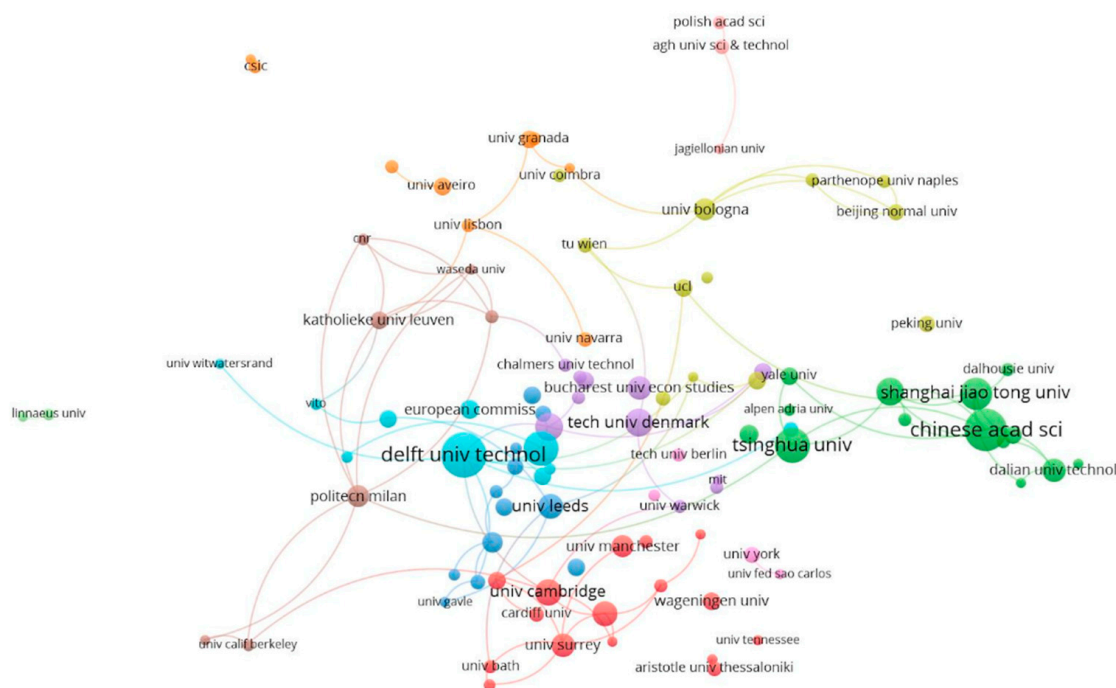 polish acad sci
agh univ sci & technol
csic
univ granada
jagiellonian univ
univ coimbra
univ aveiro
parthenope univ naples
univ bologna
beijing normal univ
univ lisbon
cnr
tu wien
waseda univ
ucl
katholieke univ leuven
peking univ
univ navarra
univ witwatersrand
chalmers univ technol
dalhousie univ
yale univ
bucharest univ econ studies
shanghai jiao tong univ
vito
european commiss
alpen adria univ
linnaeus univ
tech univ denmark
chinese acad sci
tsinghua univ
delft univ technol
tech univ berlin
dalian univ technol
mit
politecn milan
univ leeds
univ warwick
univ manchester
univ york
univ fed sao carlos
univ cambridge
univ gavle
wageningen univ
cardiff univ
univ tennessee
univ calif berkeley
univ surrey
univ bath
aristotle univ thessaloniki